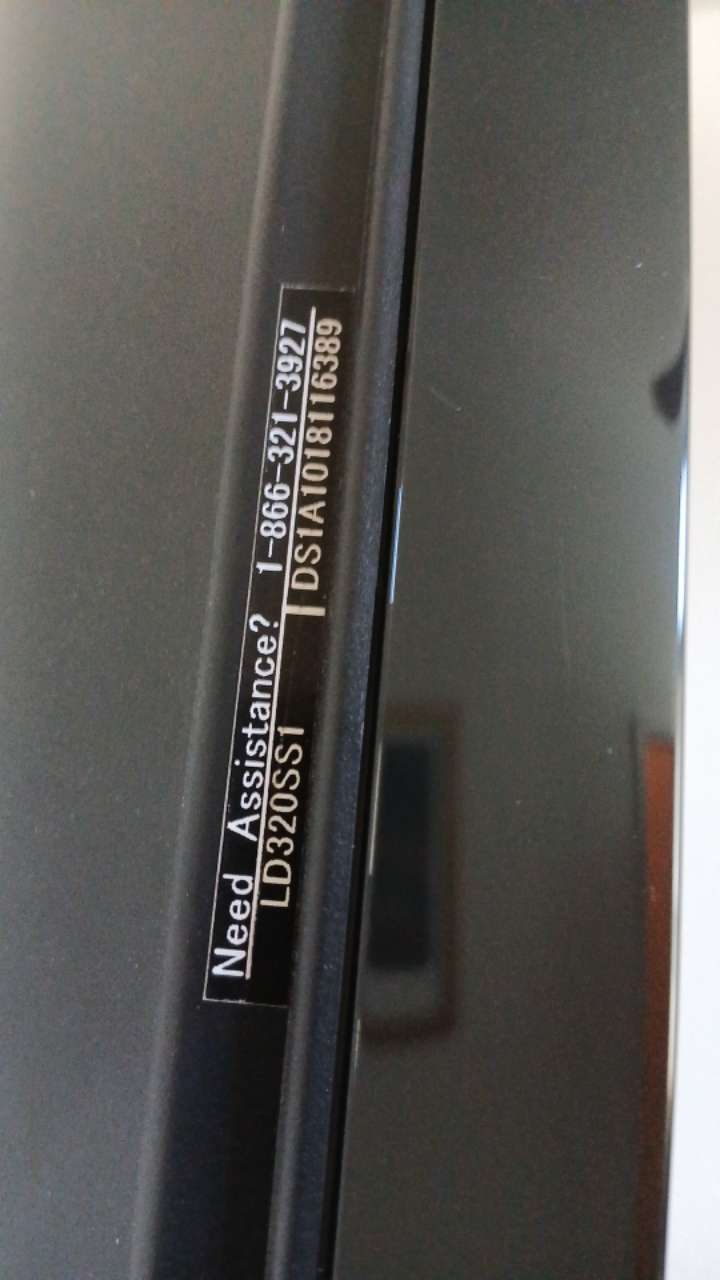 Need Assistance? 1-866-321-3927
LD320SS1 DS1A1018116389